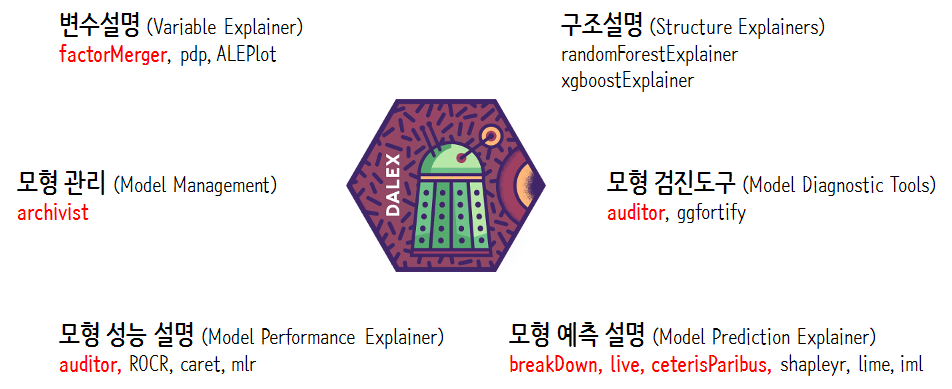 변수설명 (Variable Explainer)
factorMerger, pdp, ALEPlot
구조설명 (Structure Explainers)
randomForestExplainer
xgboostExplainer
DALEX
모형 관리 (Model Management)
archivist
모형 검진도구 (Model Diagnostic Tools)
auditor, ggfortify
모형 성능 설명 (Model Performance Explainer)
auditor, ROCR, caret, mlr
모형 예측 설명 (Model Prediction Explainer)
breakDown, live, ceterisParibus, shapleyr, lime, iml